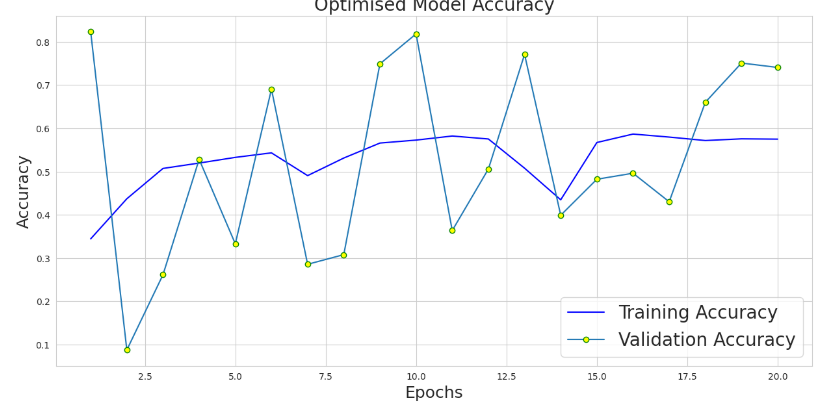 Optimised Model Accuracy
0.8
0.7
0.6
0.5
0.4
0.3
0.2
0.1
Accuracy
Training Accuracy
Validation Accuracy
2.5 5.0 7.5 10.0 12.5 15.0 17.5 20.0
Epochs